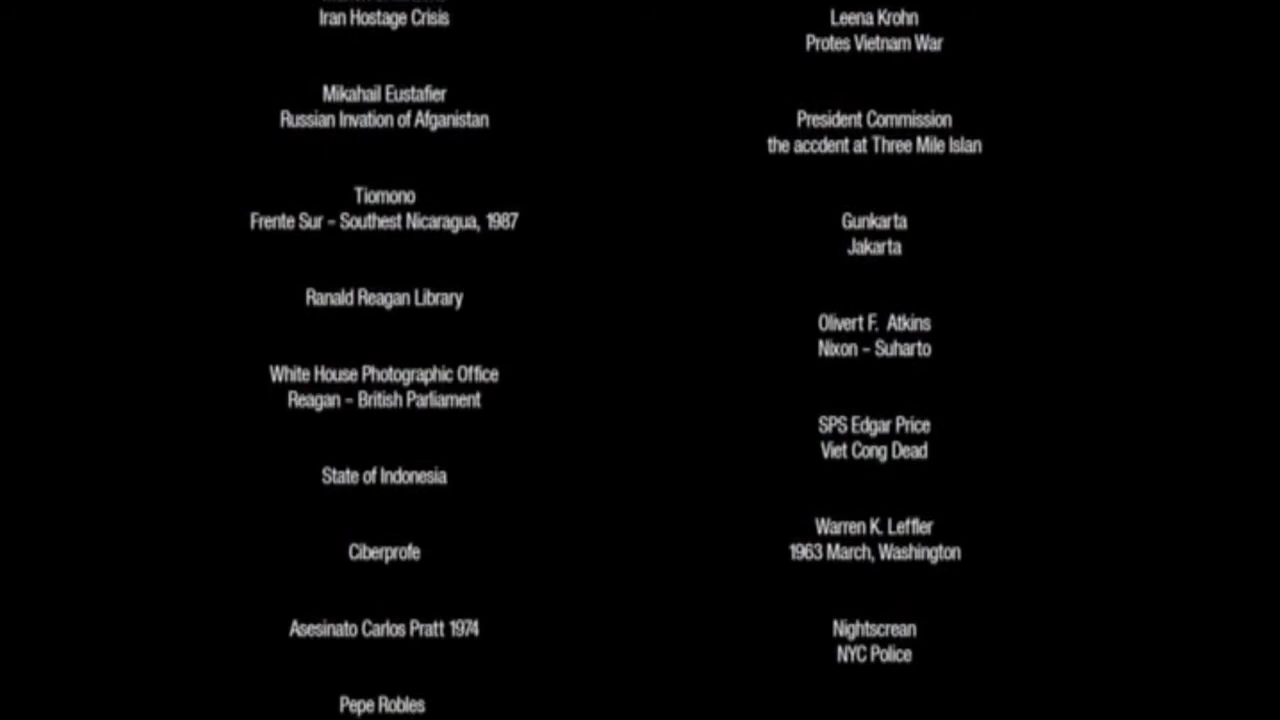 Iran Hostage Crisis
Mikahail Eustafier
Russian Invation of Afganistan
Tiomono
Frente Sur - Southest Nicaragua, 1987
Ranald Reagan Library
White House Photographic Office
Reagan - British Parliament
State of Indonesia
Ciberprofe
Asesinato Carlos Pratt 1974
Pepe Robles
Leena Krohn
Protes Vietnam War
President Commission
the accdent at Three Mile Islan
Gunkarta
Jakarta
Olivert F. Atkins
Nixon - Suharto
SPS Edgar Price
Viet Cong Dead
Warren K. Leffler
1963 March, Washington
Nightscrean
NYC Police